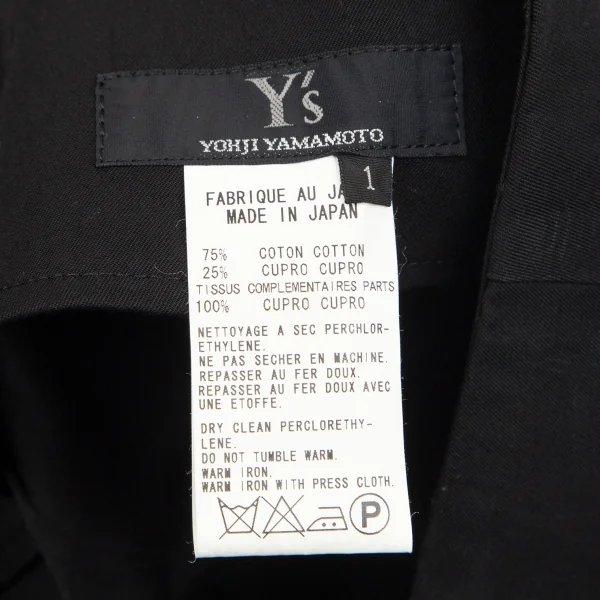 Y's
YOHJI YAMAMOTO
1
FABRIQUE AU
MADE IN JAPAN
75% COTON COTTON
25% CUPRO CUPRO
TISSUS COMPLEMENTAIRES PARTS
100% CUPRO CUPRO
NETTOYAGE A SEC PERCHLOR-
ETHYLENE.
NE PAS SECHER EN MACHINE.
REPASSER AU FER DOUX.
REPASSER AU FER DOUX AVEC
UNE ETOFFE.
DRY CLEAN PERCLORETHY-
LENE.
DO NOT TUMBLE WARM.
WARM IRON.
WARM IRON WITH PRESS CLOTH.
P